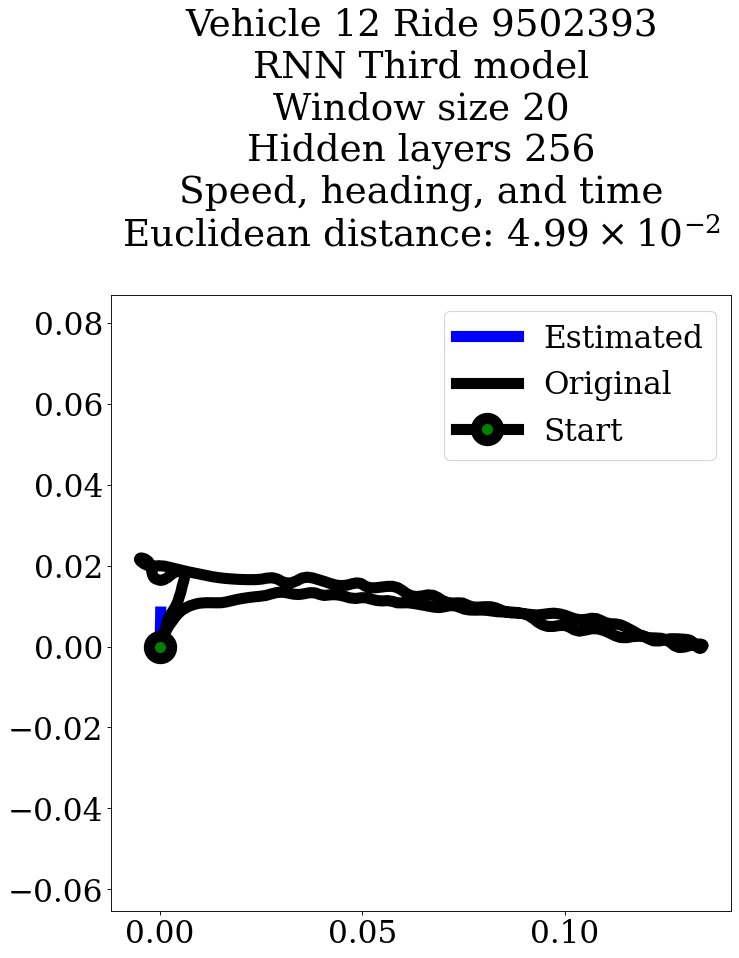 Vehicle 12 Ride 9502393
RNN Third model
Window size 20
Hidden layers 256
Speed, heading, and time
Euclidean distance: 4.99 × 10⁻²
Estimated
Original
Start
0.08
0.06
0.04
0.02
0.00
−0.02
−0.04
−0.06
0.00 0.05 0.10